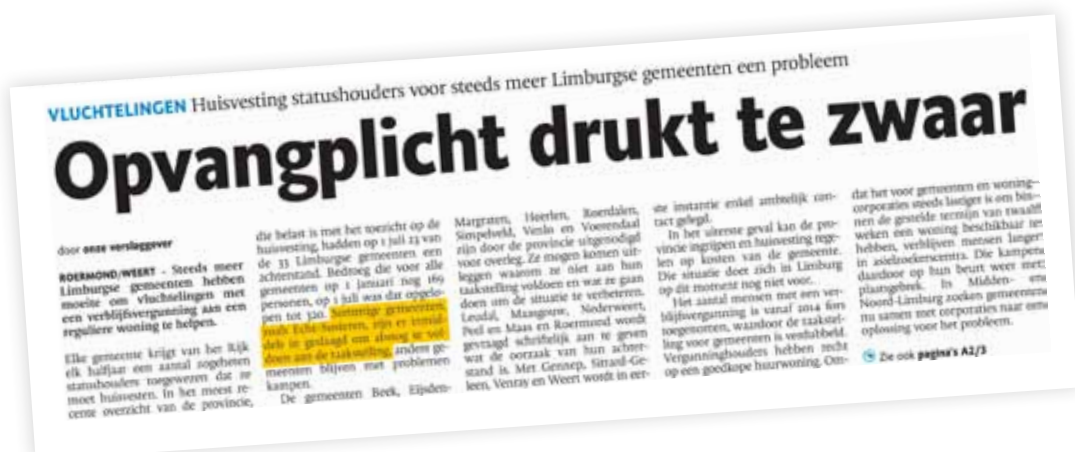 VLUCHTELINGEN Huisvesting statushouders voor steeds meer Limburgse gemeenten een probleem
Opvangplicht drukt te zwaar
door onze verslaggever
ROERMOND/WEERT - Steeds meer
Limburgse gemeenten hebben
moeite om vluchtelingen met
een verblijfsvergunning aan een
reguliere woning te helpen.
Elke gemeente krijgt van het Rijk
elk halfjaar een aantal zogeheten
statushouders toegewezen dat ze
moet huisvesten. In het meest re-
cente overzicht van de provincie,
die belast is met het toezicht op de
huisvesting, hadden op 1 juli 23 van
de 33 Limburgse gemeenten een
achterstand. Bedroeg die voor alle
gemeenten op 1 januari nog 169
personen, op 1 juli was dat opgelo-
pen tot 320. Sommige gemeenten,
zoals Echt-Susteren, zijn er inmid-
dels in geslaagd om alsnog te vol-
doen aan de taakstelling, andere ge-
meenten blijven met problemen
kampen.
De gemeenten Beek, Eijsden-
Margraten, Heerlen, Roerdalen,
Simpelveld, Venlo en Voerendaal
zijn door de provincie uitgenodigd
voor overleg. Ze mogen komen uit-
leggen waarom ze niet aan hun
taakstelling voldoen en wat ze gaan
doen om de situatie te verbeteren.
Leudal, Maasgouw, Nederweert,
Peel en Maas en Roermond wordt
gevraagd schriftelijk aan te geven
wat de oorzaak van hun achter-
stand is. Met Gennep, Sittard-Ge-
leen, Venray en Weert wordt in eer-
ste instantie enkel ambtelijk con-
tact gelegd.
In het uiterste geval kan de pro-
vincie ingrijpen en huisvesting rege-
len op kosten van de gemeente.
Die situatie doet zich in Limburg
op dit moment nog niet voor.
Het aantal mensen met een ver-
blijfsvergunning is vanaf 2014 fors
toegenomen, waardoor de taakstel-
ling voor gemeenten is verdubbeld.
Vergunninghouders hebben recht
op een goedkope huurwoning. Om-
dat het voor gemeenten en woning-
corporaties steeds lastiger is om bin-
nen de gestelde termijn van twaalf
weken een woning beschikbaar te
hebben, verblijven mensen langer
in asielzoekerscentra. Die kampen
daardoor op hun beurt weer met
plaatsgebrek. In Midden- en
Noord-Limburg zoeken gemeenten
nu samen met corporaties naar een
oplossing voor het probleem.
Zie ook pagina's A2/3